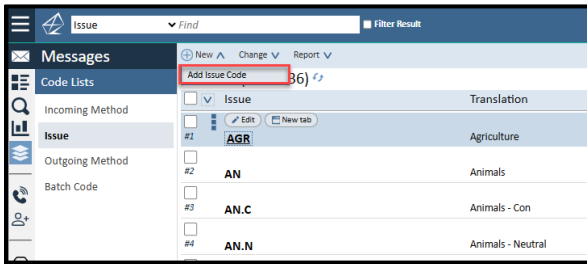 Issue Find Filter Result
Messages
New Change Report
Code Lists
Add Issue Code 36)
Issue Translation
Incoming Method
Edit New tab
Issue
#1 AGR Agriculture
Outgoing Method
#2 AN Animals
Batch Code
#3 AN.C Animals - Con
#4 AN.N Animals - Neutral